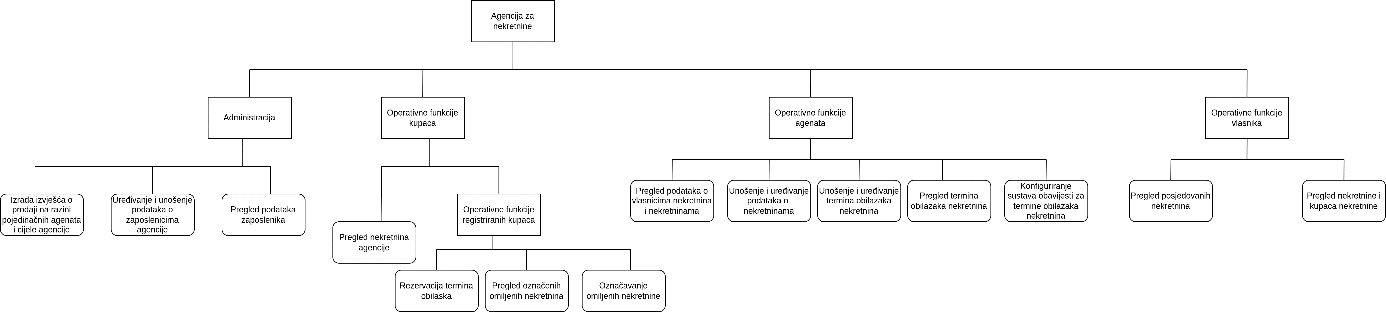 Agencija za
nekretnine
Administracija
Operativne funkcije
kupaca
Operativne funkcije
agenata
Operativne funkcije
vlasnika
Izrada izvješća o
prodaji na razini
pojedinačnih agenata
i cijele agencije
Uređivanje i unošenje
podataka o
zaposlenicima
agencije
Pregled podataka
zaposlenika
Pregled nekretnina
agencije
Operativne funkcije
registriranih kupaca
Pregled podataka o
vlasnicima nekretnina
i nekretninama
Unošenje i uređivanje
podataka o
nekretninama
Unošenje i uređivanje
termina obilazaka
nekretnina
Pregled termina
obilazaka nekretnina
Konfiguriranje
sustava obavijesti za
termine obilazaka
nekretnina
Pregled posjedovanih
nekretnina
Pregled nekretnine i
kupaca nekretnine
Rezervacija termina
obilaska
Pregled označenih
omiljenih nekretnina
Označavanje
omiljenih nekretnine